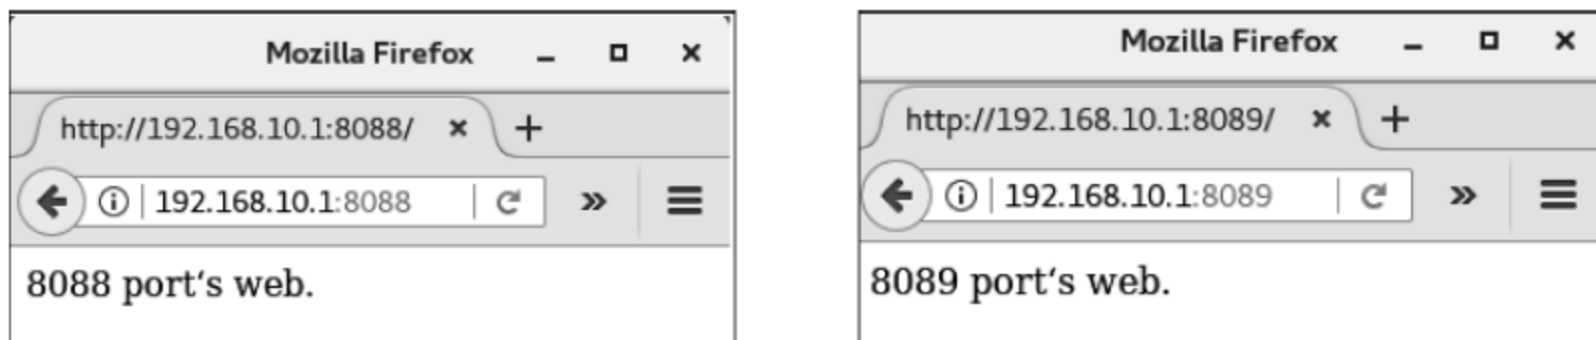 Mozilla Firefox
http://192.168.10.1:8088/
192.168.10.1:8088
8088 port‘s web.
Mozilla Firefox
http://192.168.10.1:8089/
192.168.10.1:8089
8089 port‘s web.